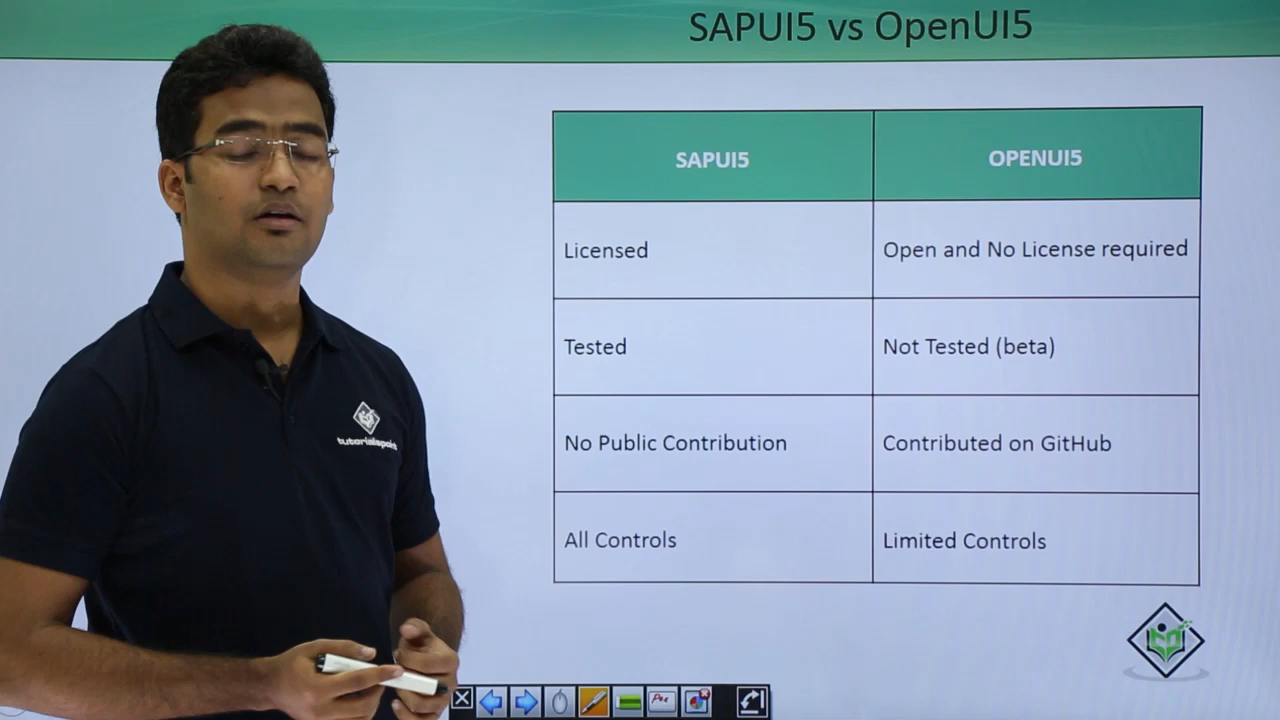 SAPUI5 vs OpenUI5
SAPUI5 OPENUI5
Licensed Open and No License required
Tested Not Tested (beta)
No Public Contribution Contributed on GitHub
All Controls Limited Controls
tutorialspoint